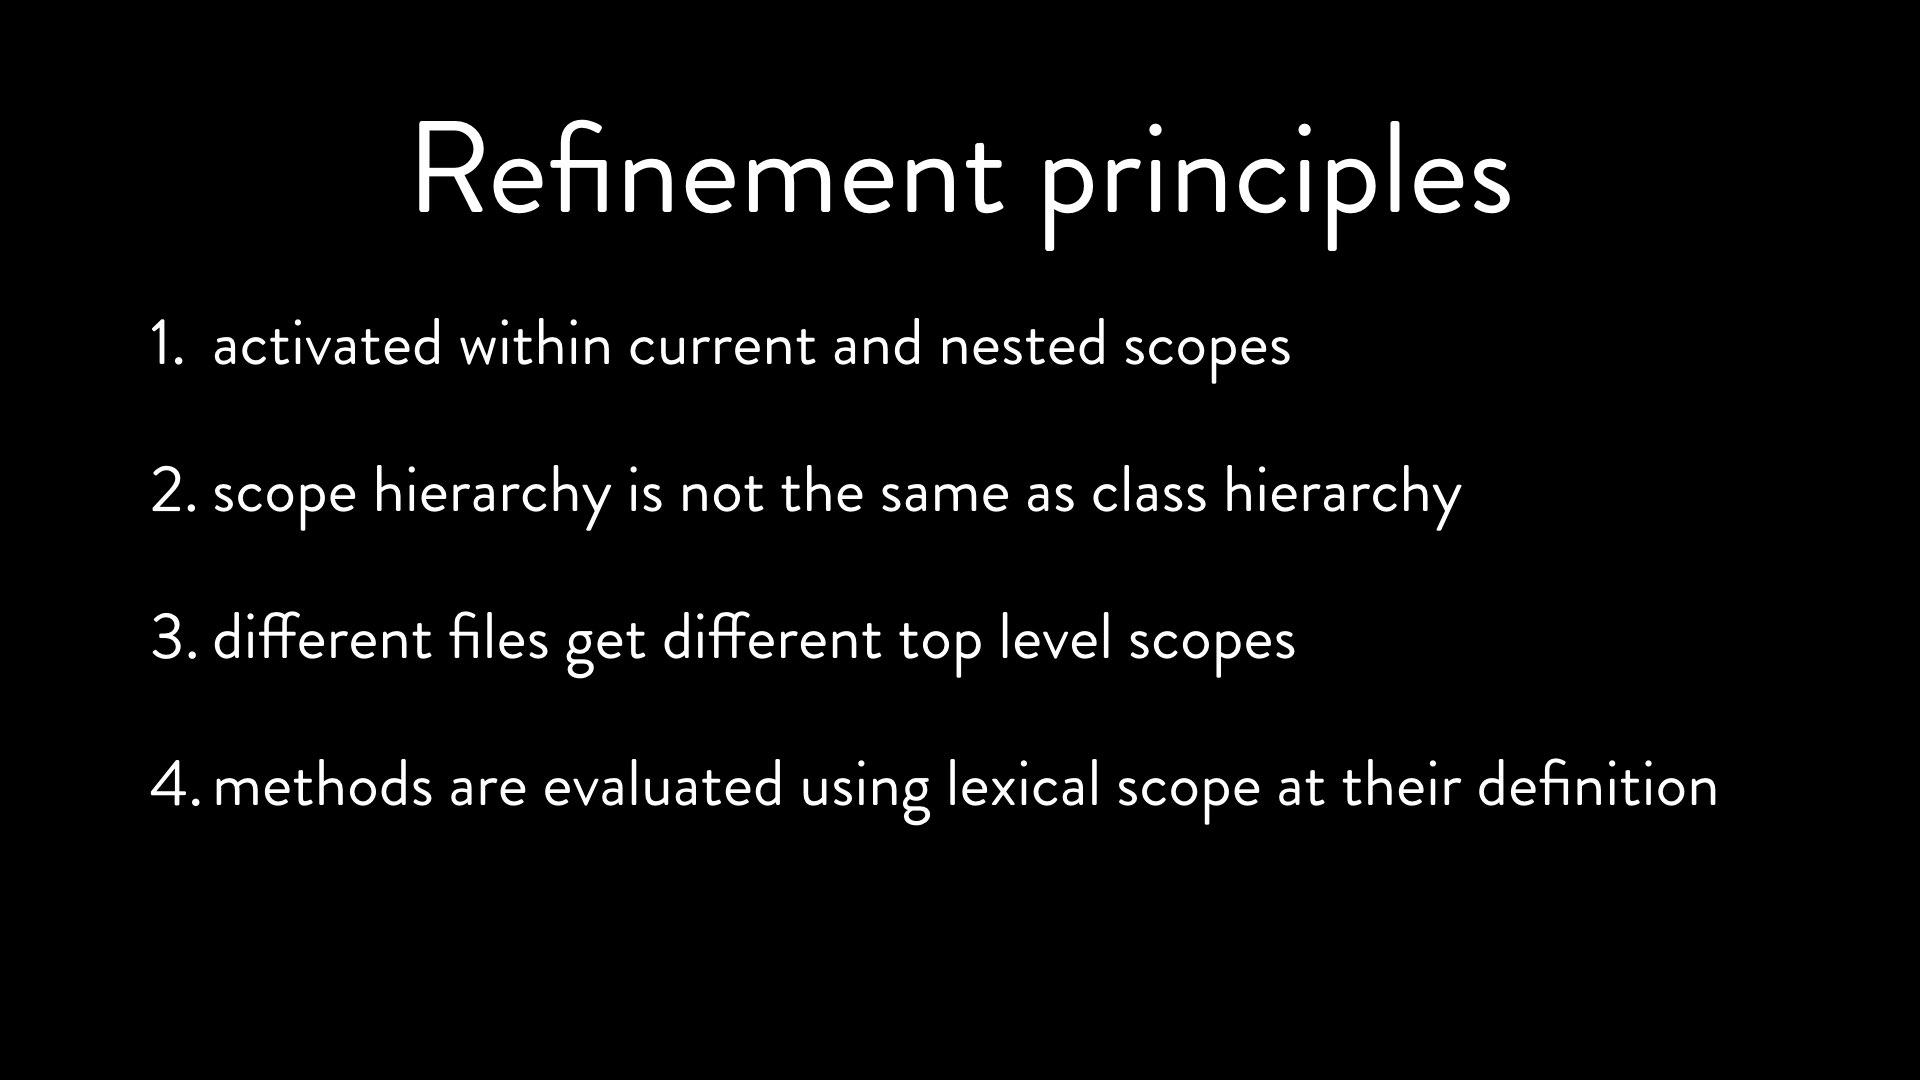 Refinement principles
1. activated within current and nested scopes
2. scope hierarchy is not the same as class hierarchy
3. different files get different top level scopes
4. methods are evaluated using lexical scope at their definition